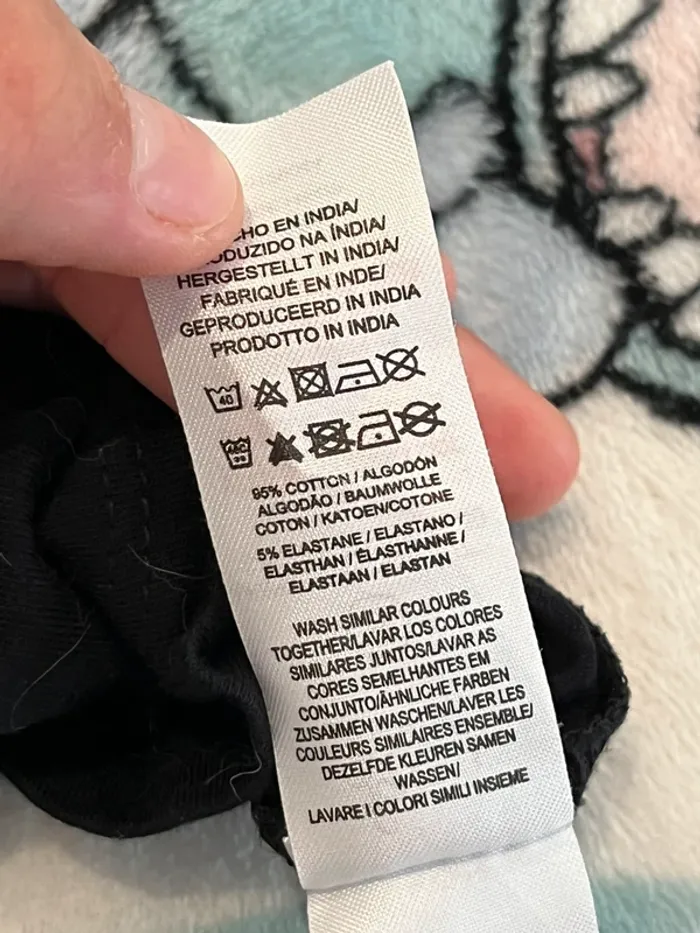 HO EN INDIA/
ODUZIDO NA ÍNDIA/
HERGESTELLT IN INDIA/
FABRIQUÉ EN INDE/
GEPRODUCEERD IN INDIA
PRODOTTO IN INDIA
40
95% COTTON / ALGODÓN
ALGODÃO / BAUMWOLLE
COTON / KATOEN/COTONE
5% ELASTANE / ELASTANO /
ELASTHAN / ÉLASTHANNE /
ELASTAAN / ELASTAN
WASH SIMILAR COLOURS
TOGETHER/LAVAR LOS COLORES
SIMILARES JUNTOS/LAVAR AS
CORES SEMELHANTES EM
CONJUNTO/ÄHNLICHE FARBEN
ZUSAMMEN WASCHEN/LAVER LES
COULEURS SIMILAIRES ENSEMBLE/
DEZELFDE KLEUREN SAMEN
WASSEN/
LAVARE I COLORI SIMILI INSIEME